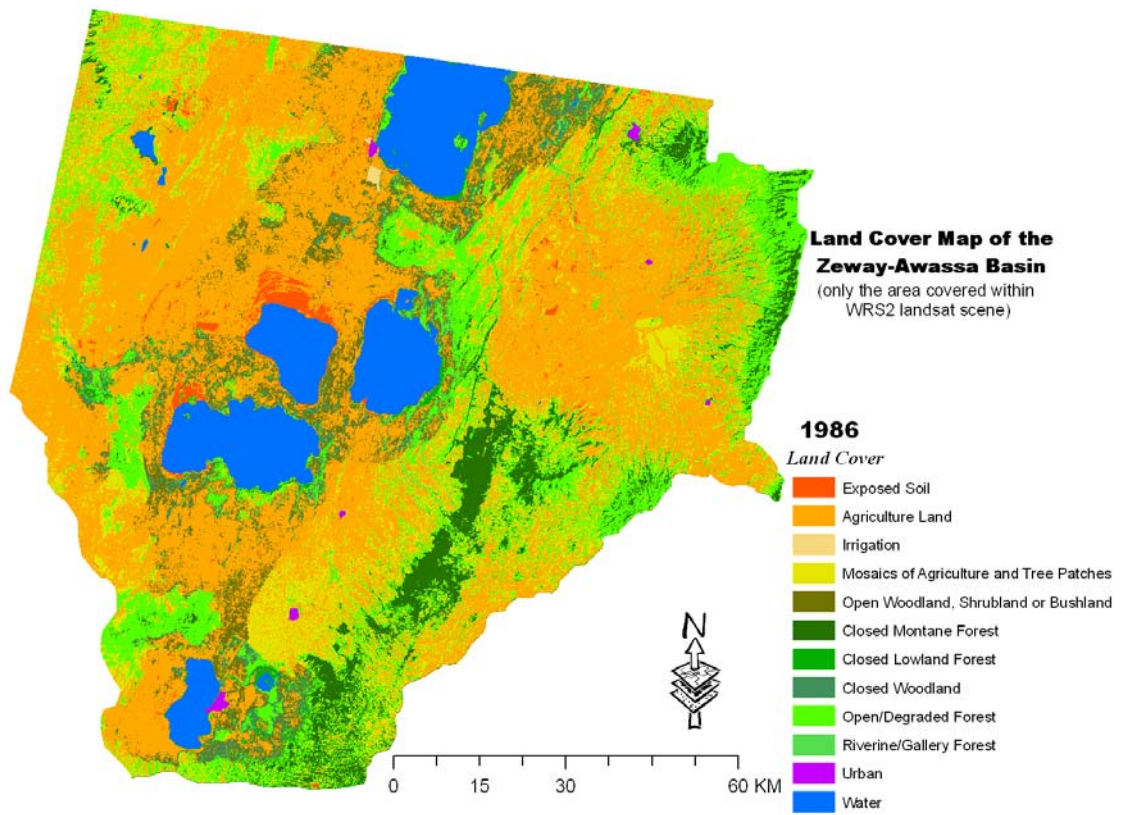 Land Cover Map of the
Zeway-Awassa Basin
(only the area covered within
WRS2 landsat scene)
1986
Land Cover
Exposed Soil
Agriculture Land
Irrigation
Mosaics of Agriculture and Tree Patches
Open Woodland, Shrubland or Bushland
Closed Montane Forest
Closed Lowland Forest
Closed Woodland
Open/Degraded Forest
Riverine/Gallery Forest
Urban
Water
N
0 15 30 60 KM